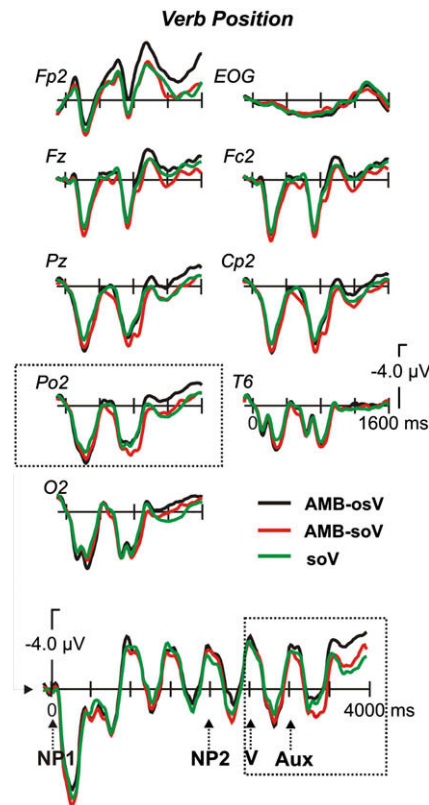 Verb Position
Fp2 EOG
Fz Fc2
Pz Cp2
-4.0 µV
Po2 T6
0 1600 ms
O2
AMB-osV
AMB-soV
soV
-4.0 µV
0 4000 ms
NP1 NP2 V Aux